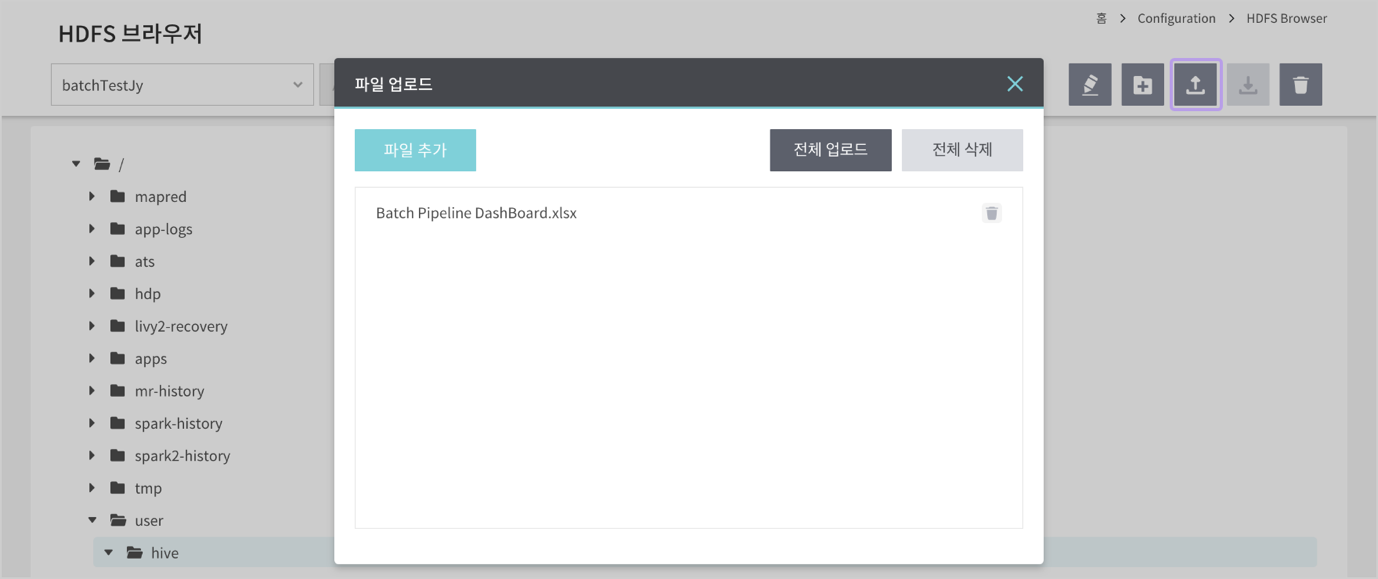 홈 > Configuration > HDFS Browser
HDFS 브라우저
batchTestJy
파일 업로드
파일 추가
전체 업로드
전체 삭제
Batch Pipeline DashBoard.xlsx
/
mapred
app-logs
ats
hdp
livy2-recovery
apps
mr-history
spark-history
spark2-history
tmp
user
hive